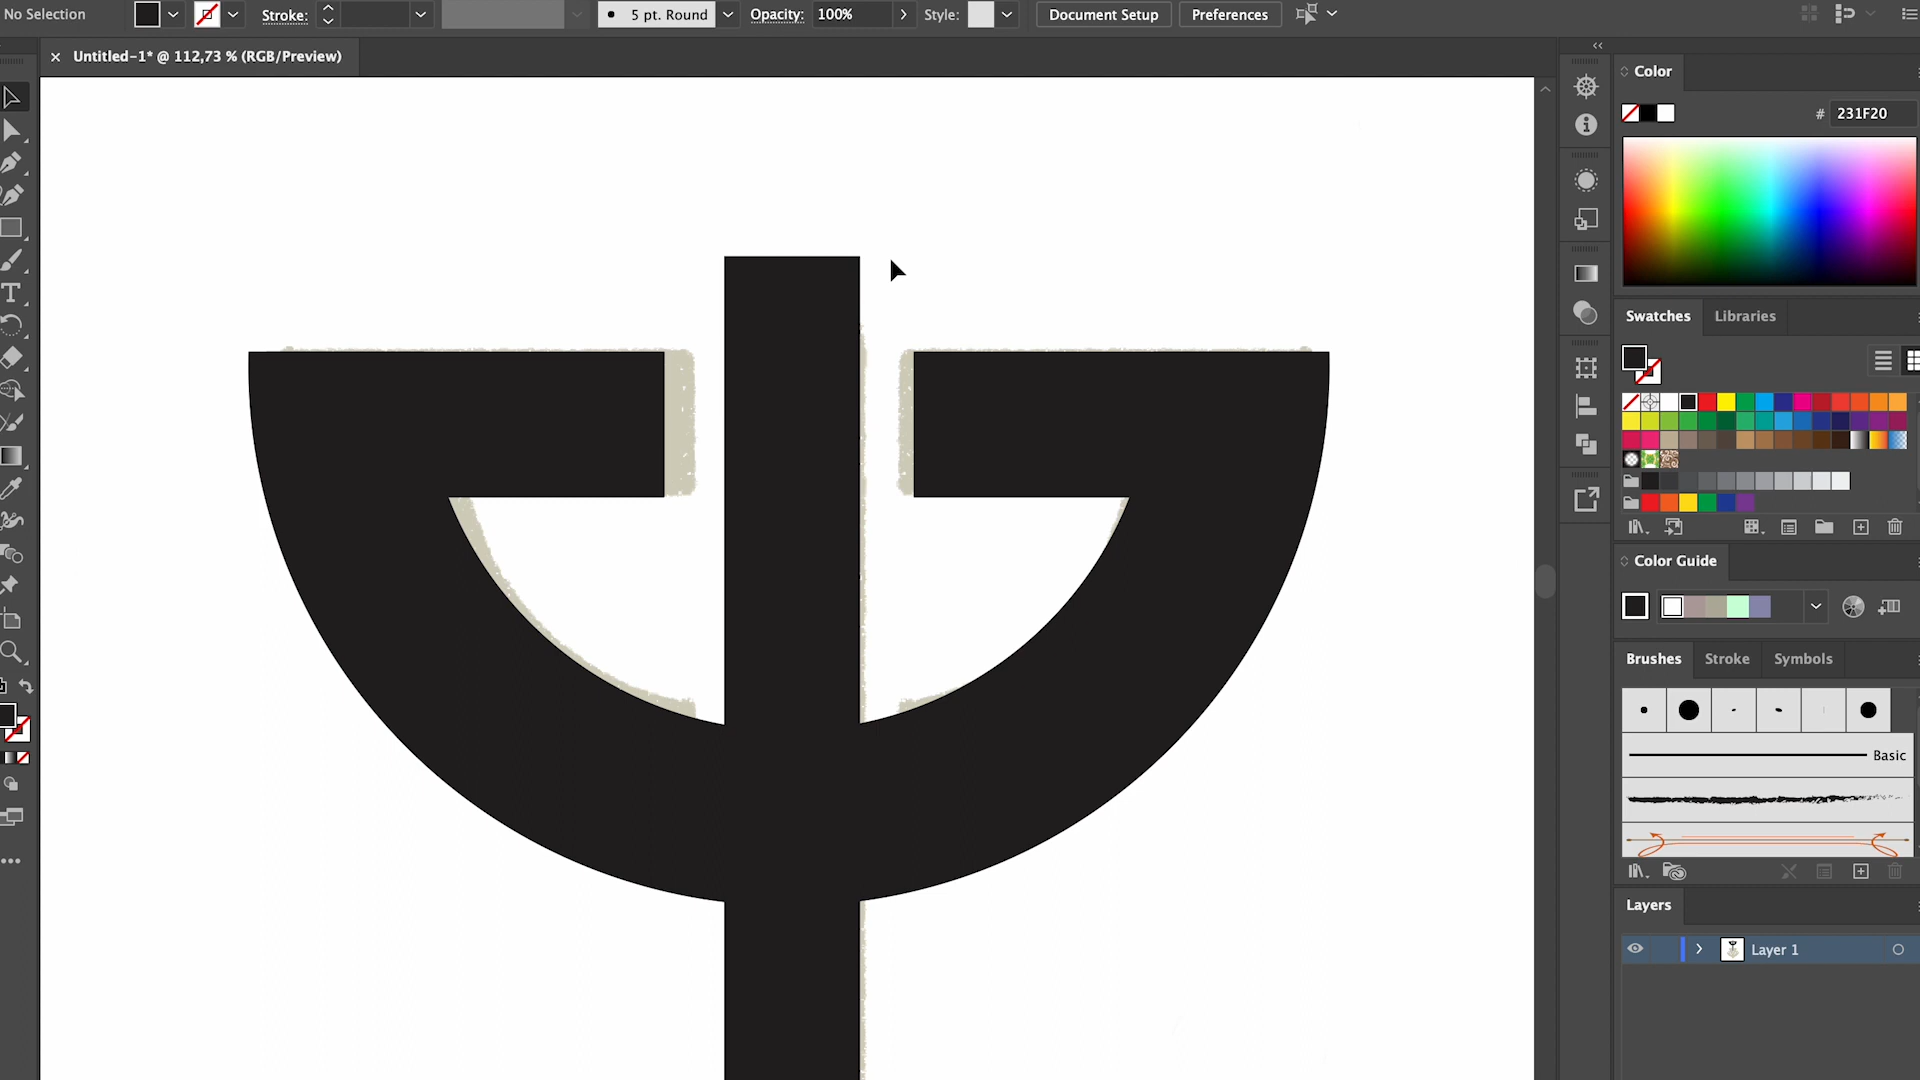 No Selection
Stroke:
5 pt. Round
Opacity:
100%
Style:
Document Setup
Preferences
× Untitled-1* @ 112,73 % (RGB/Preview)
Color
# 231F20
Swatches
Libraries
Color Guide
Brushes
Stroke
Symbols
Basic
Layers
Layer 1